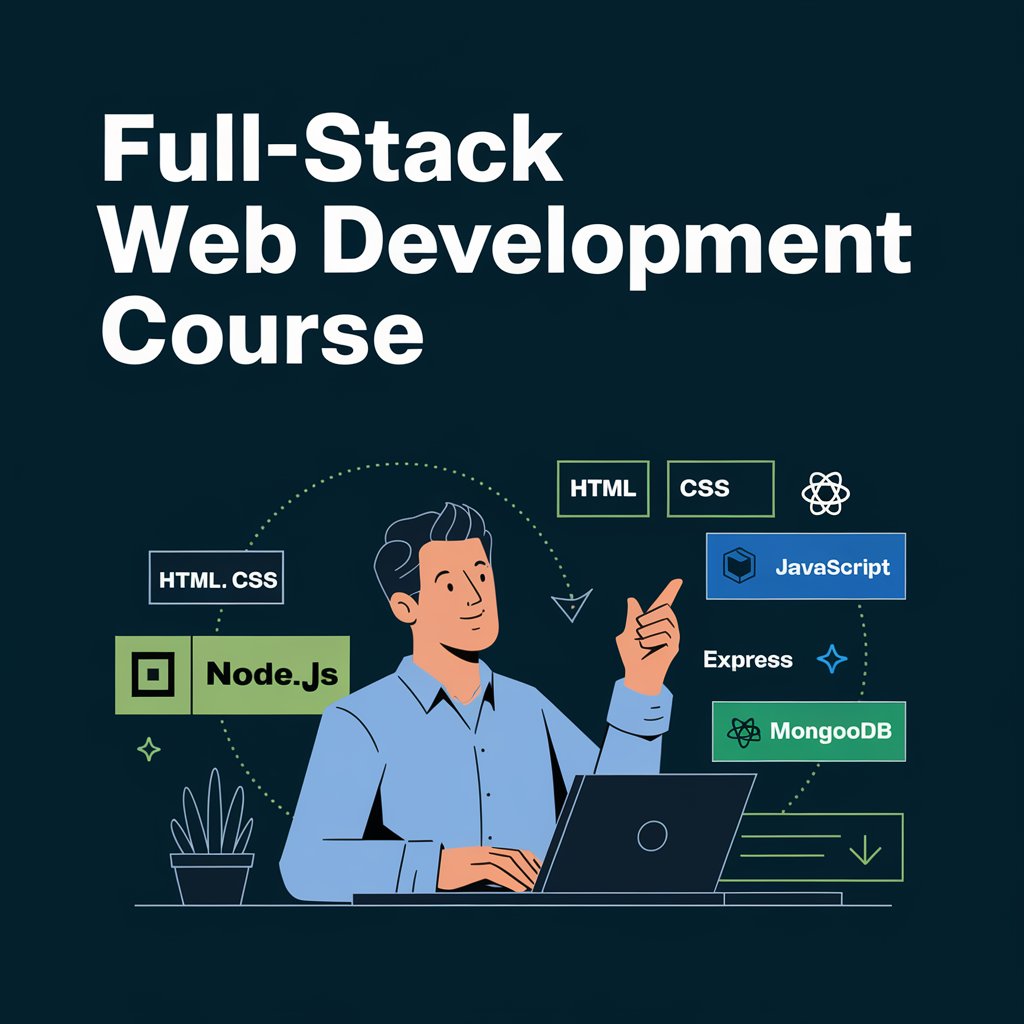 Full-Stack
Web Development
Course
HTML
CSS
JavaScript
HTML. CSS
Node.Js
Express
MongooDB